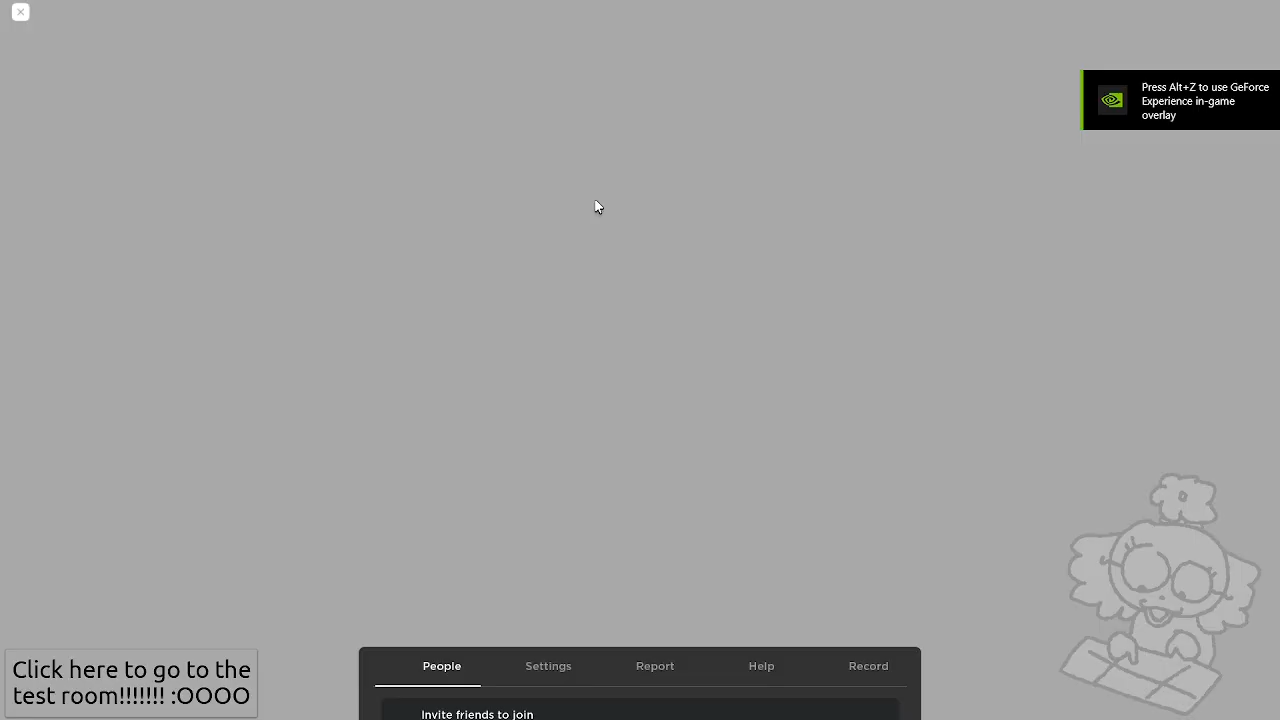 Press Alt+Z to use GeForce
Experience in-game
overlay
People Settings Report Help Record
Invite friends to join
Click here to go to the
test room!!!!!!! :OOOO